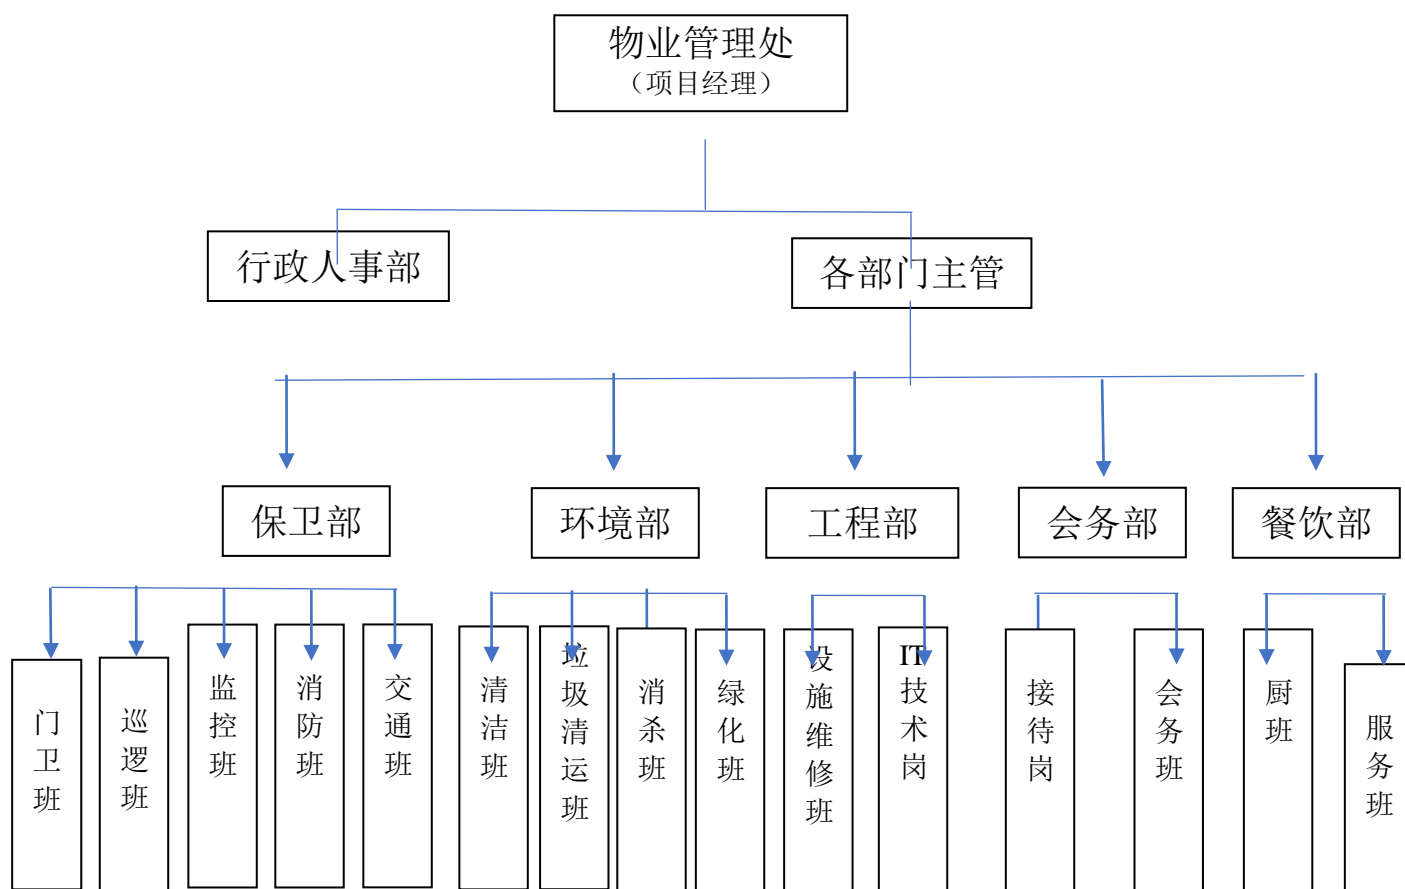 物业管理处
（项目经理）
行政人事部
各部门主管
保卫部
环境部
工程部
会务部
餐饮部
门卫班
巡逻班
监控班
消防班
交通班
清洁班
垃圾清运班
消杀班
绿化班
设施维修班
IT技术岗
接待岗
会务班
厨班
服务班